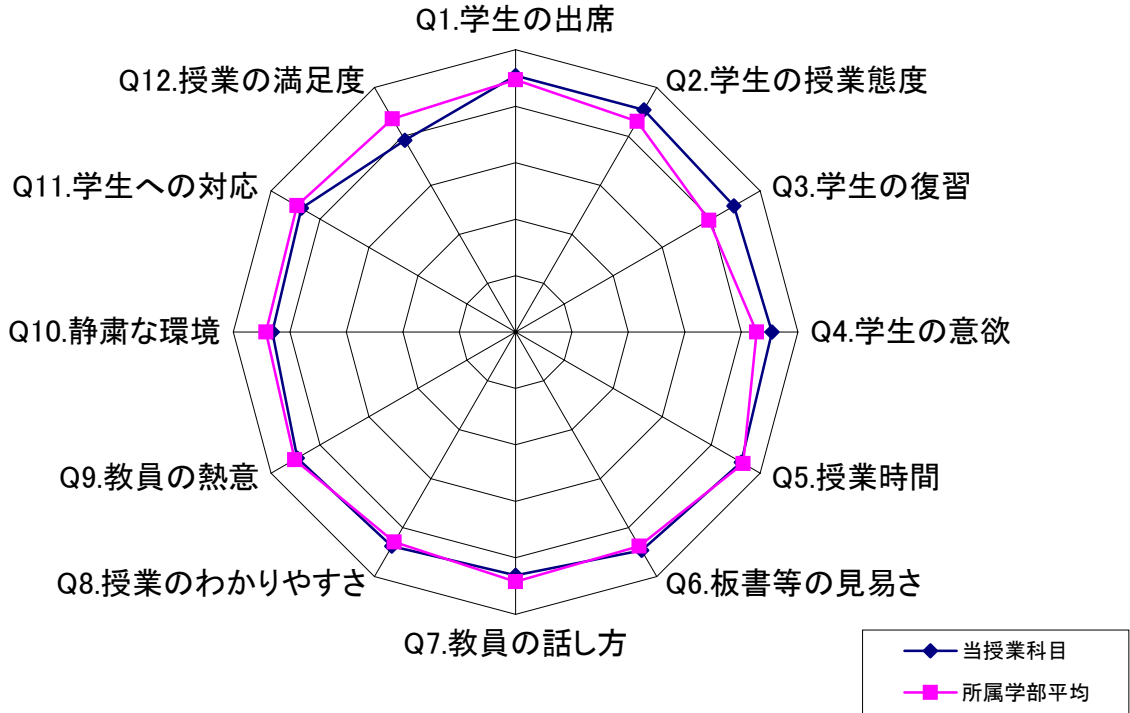 Q1.学生の出席
Q2.学生の授業態度
Q3.学生の復習
Q4.学生の意欲
Q5.授業時間
Q6.板書等の見易さ
Q7.教員の話し方
Q8.授業のわかりやすさ
Q9.教員の熱意
Q10.静粛な環境
Q11.学生への対応
Q12.授業の満足度
当授業科目
所属学部平均